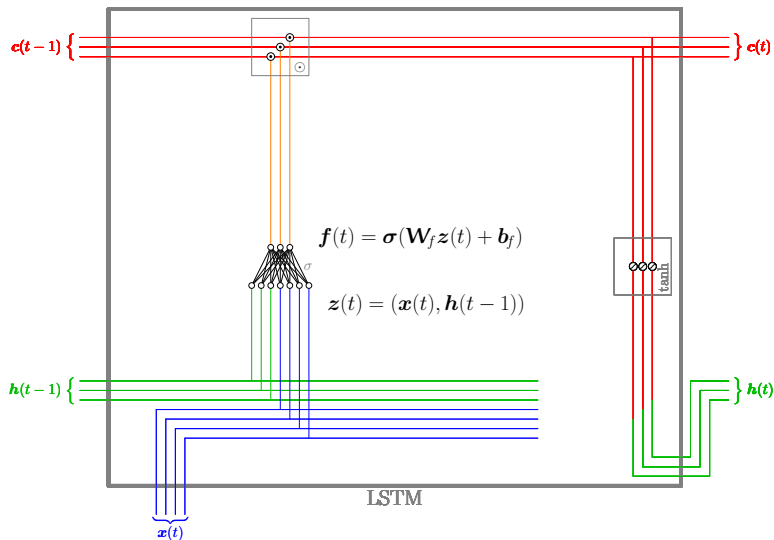 c(t−1) {
} c(t)
⊙
f(t) = σ(W_f z(t) + b_f)
σ
tanh
z(t) = (x(t), h(t−1))
h(t−1) {
} h(t)
LSTM
x(t)